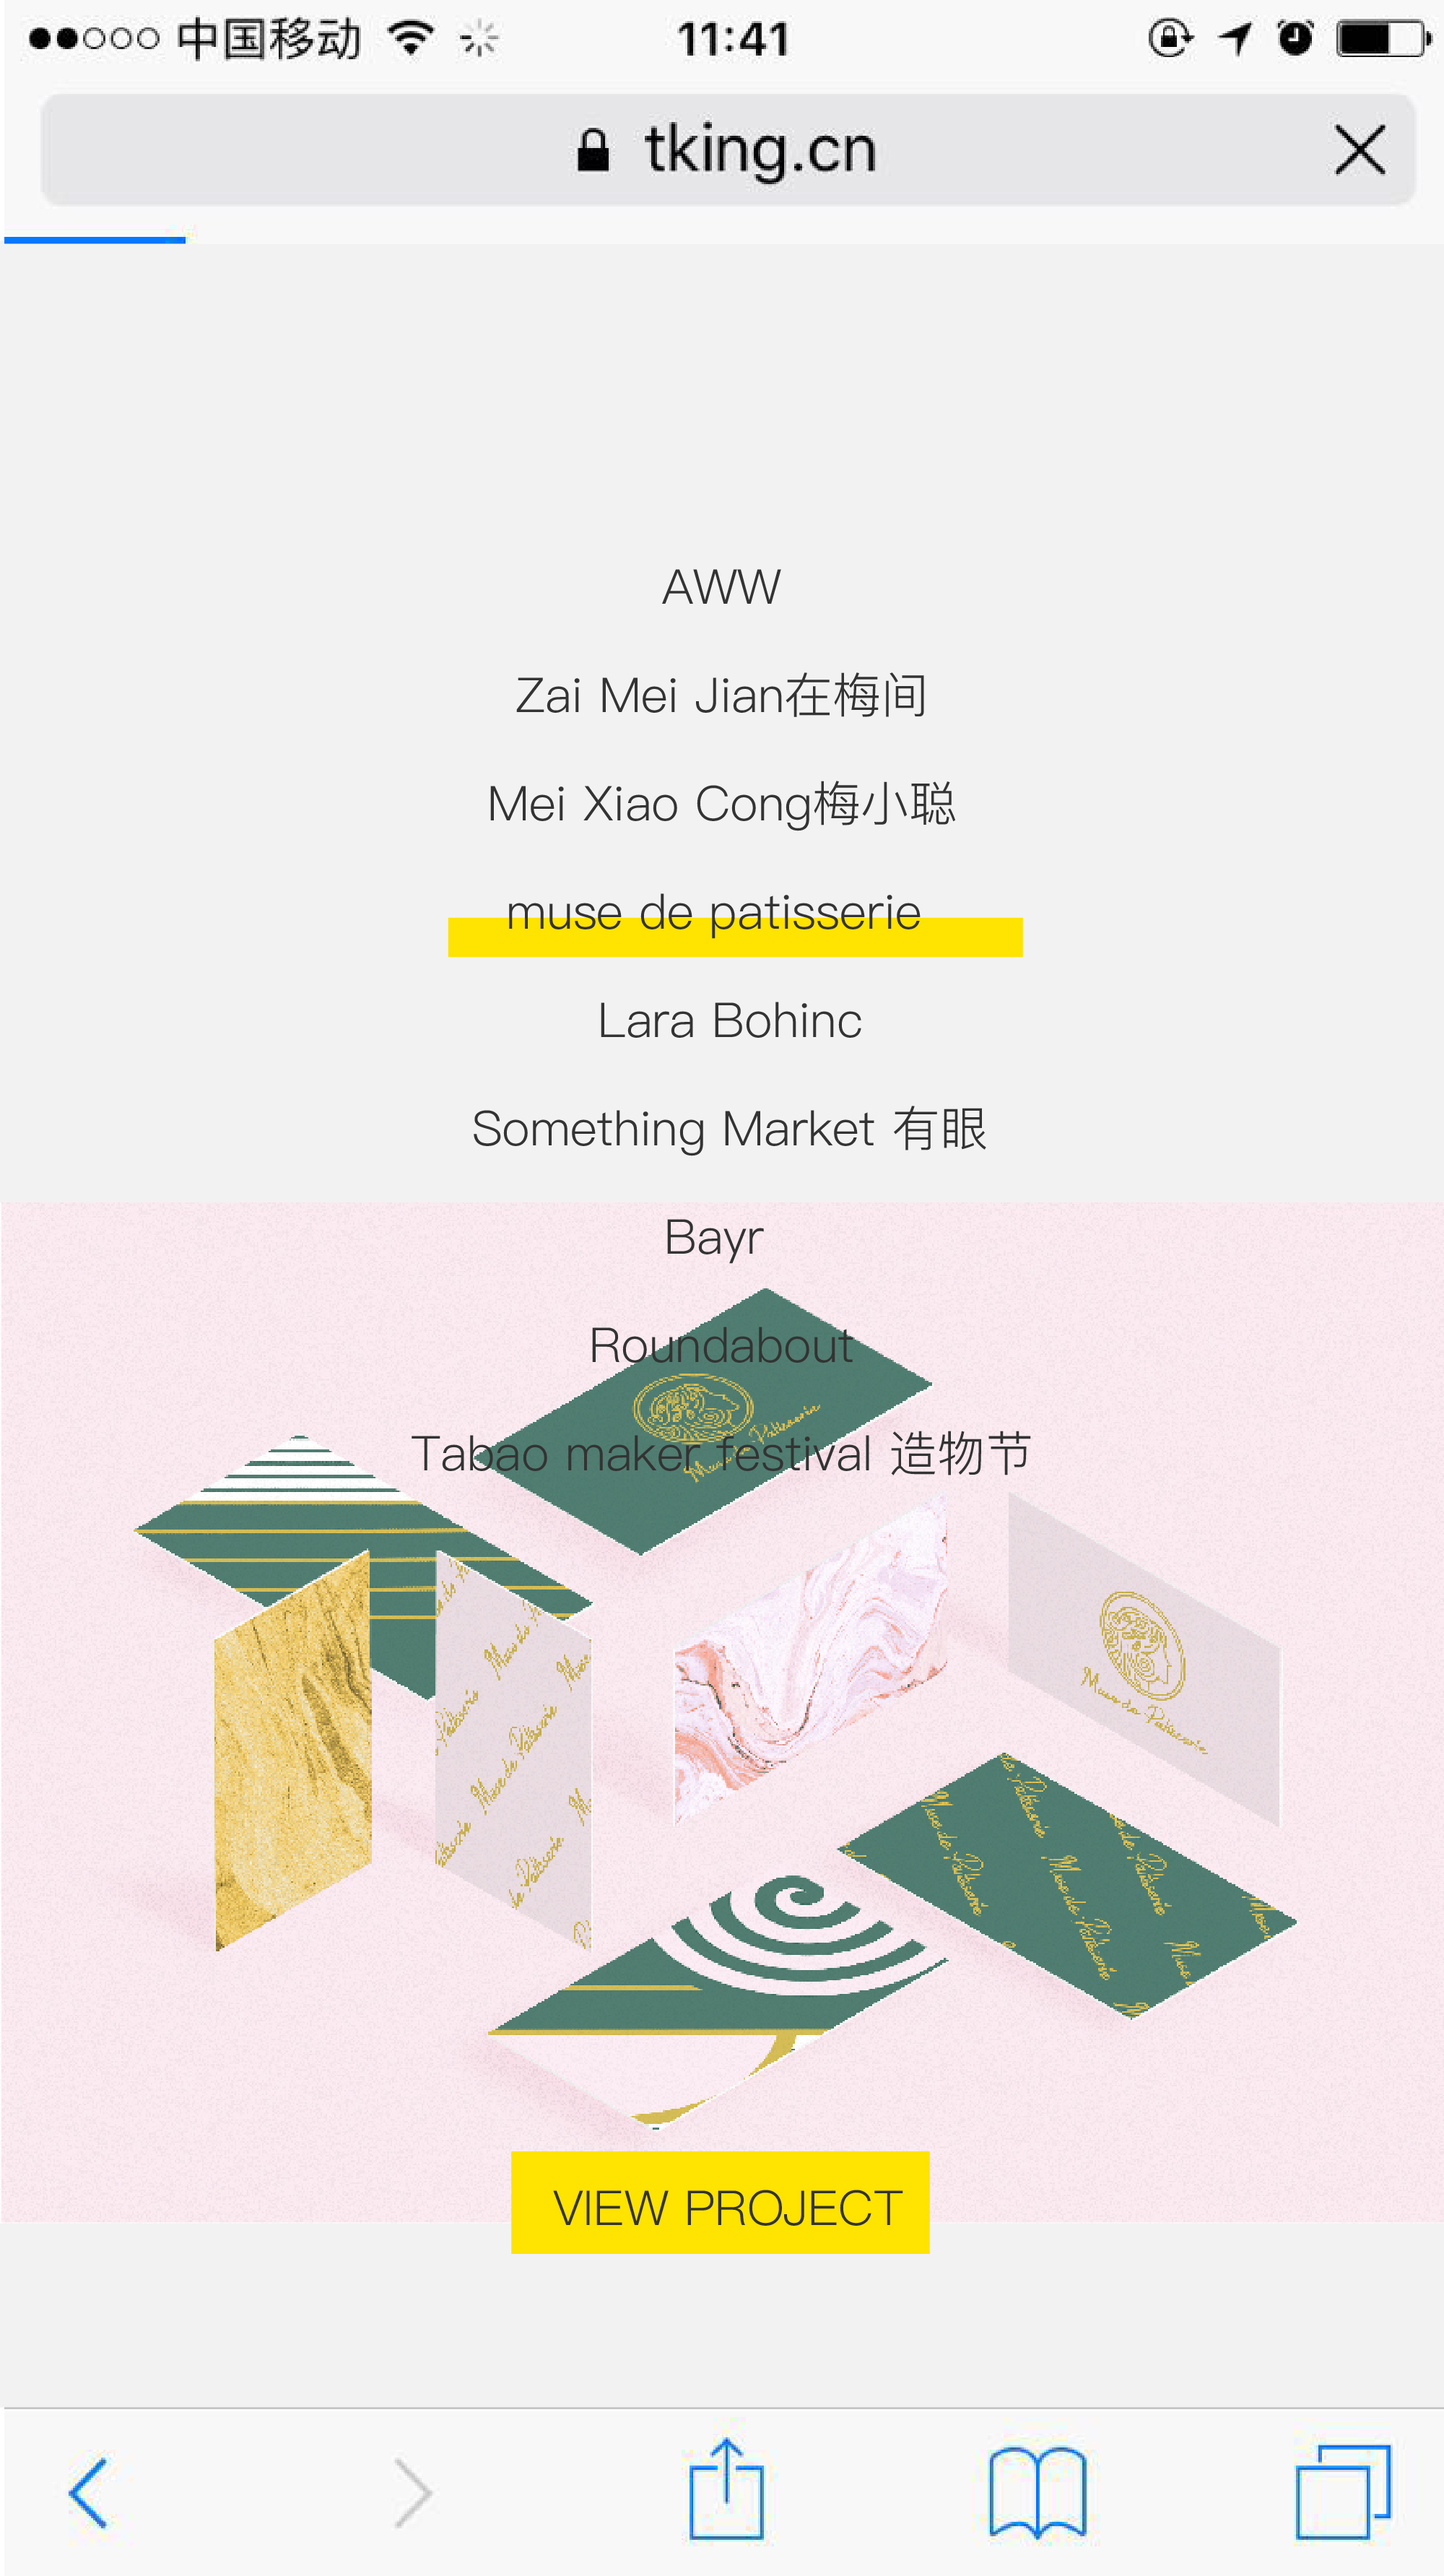 中国移动
11:41
tking.cn
AWW
Zai Mei Jian在梅间
Mei Xiao Cong梅小聪
muse de patisserie
Lara Bohinc
Something Market 有眼
Bayr
Roundabout
Tabao maker festival 造物节
Muse de Patisserie
Muse de Patisserie
Muse de Patisserie
Muse de Patisserie
VIEW PROJECT